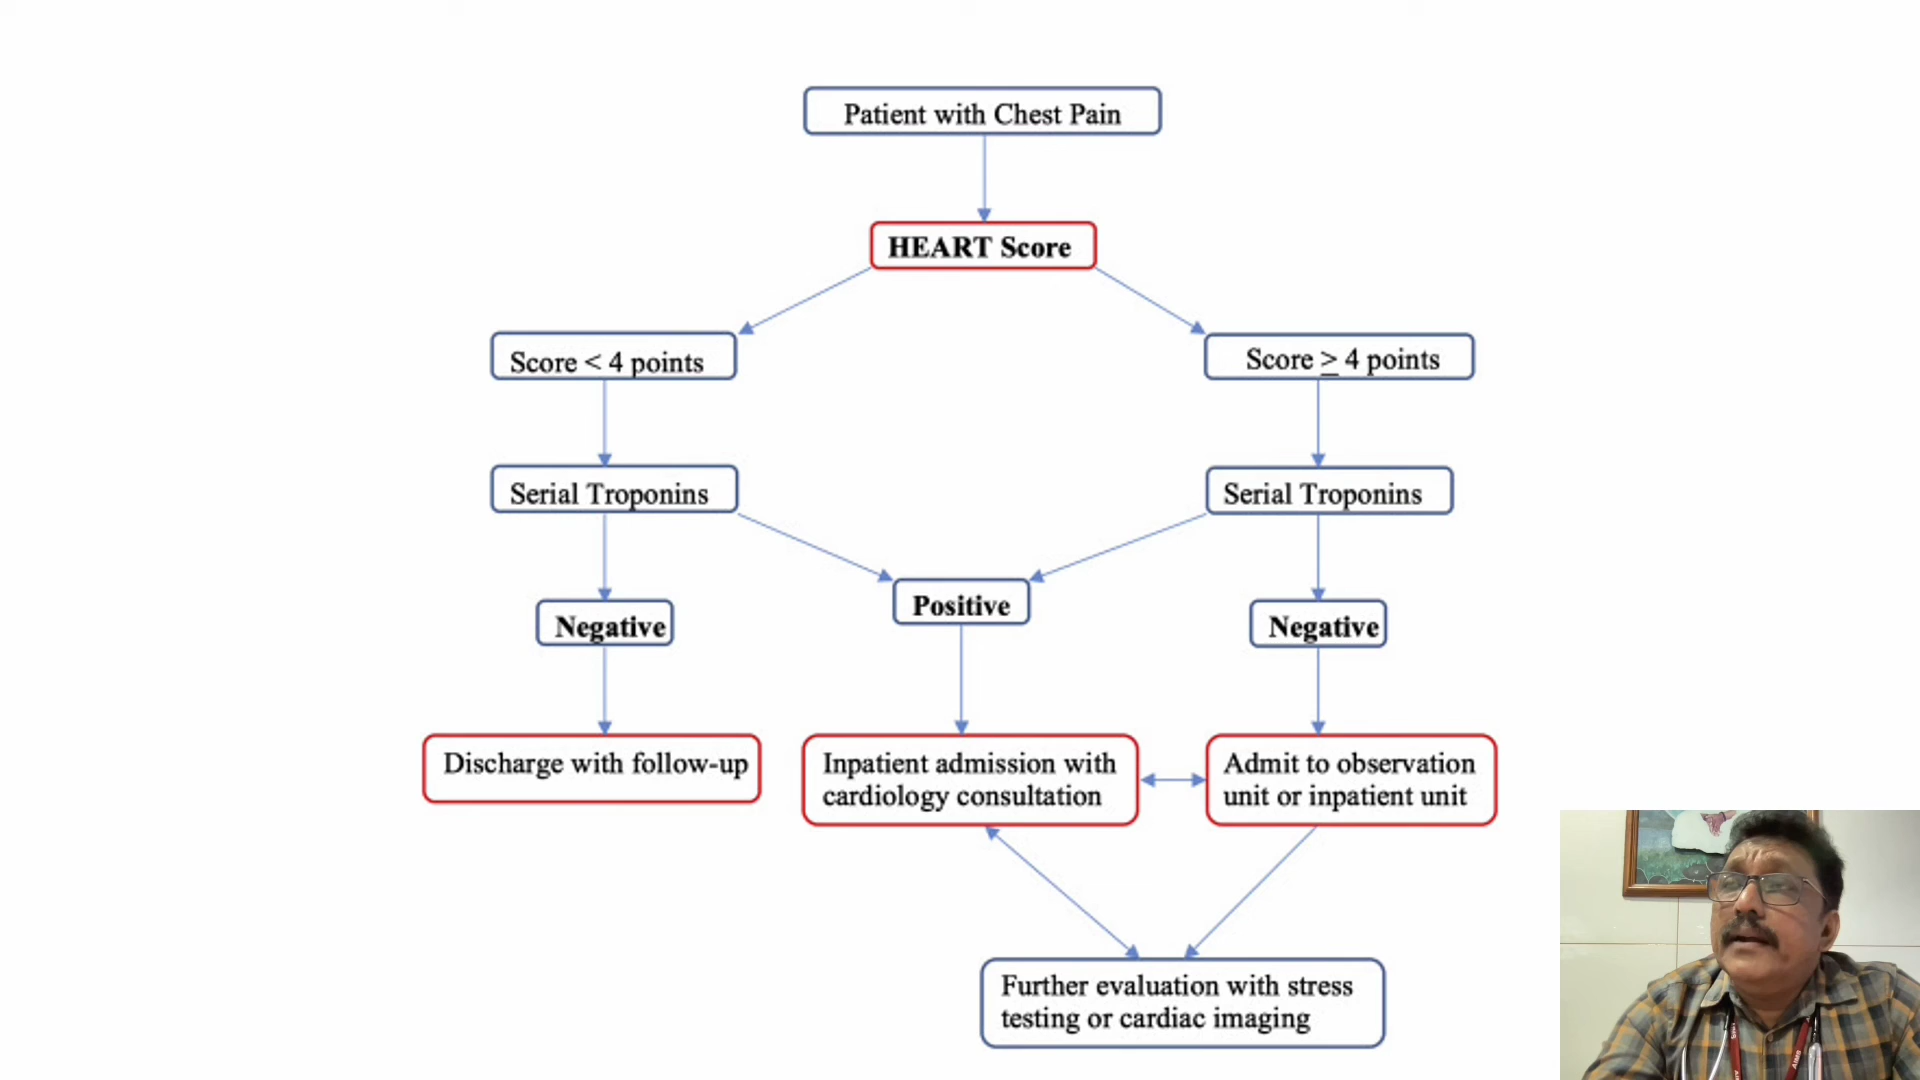 Patient with Chest Pain
HEART Score
Score < 4 points
Score ≥ 4 points
Serial Troponins
Serial Troponins
Positive
Negative
Negative
Discharge with follow-up
Inpatient admission with
cardiology consultation
Admit to observation
unit or inpatient unit
Further evaluation with stress
testing or cardiac imaging